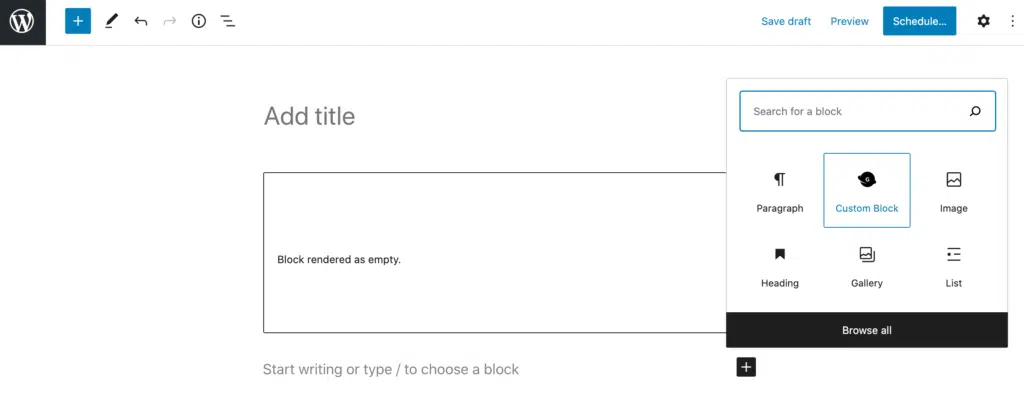 Save draft Preview Schedule...
Add title
Search for a block
Paragraph Custom Block Image
Block rendered as empty.
Heading Gallery List
Browse all
Start writing or type / to choose a block